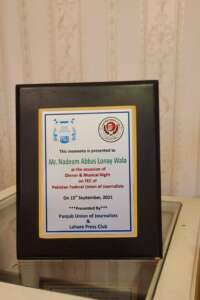 This memento is presented to
Mr. Nadeem Abbas Lonay Wala
at the occasion of
Dinner & Musical Night
on FEC of
Pakistan Federal Union of Journalists
On 15th September, 2021
***Presented By***
Punjab Union of Journalists
&
Lahore Press Club